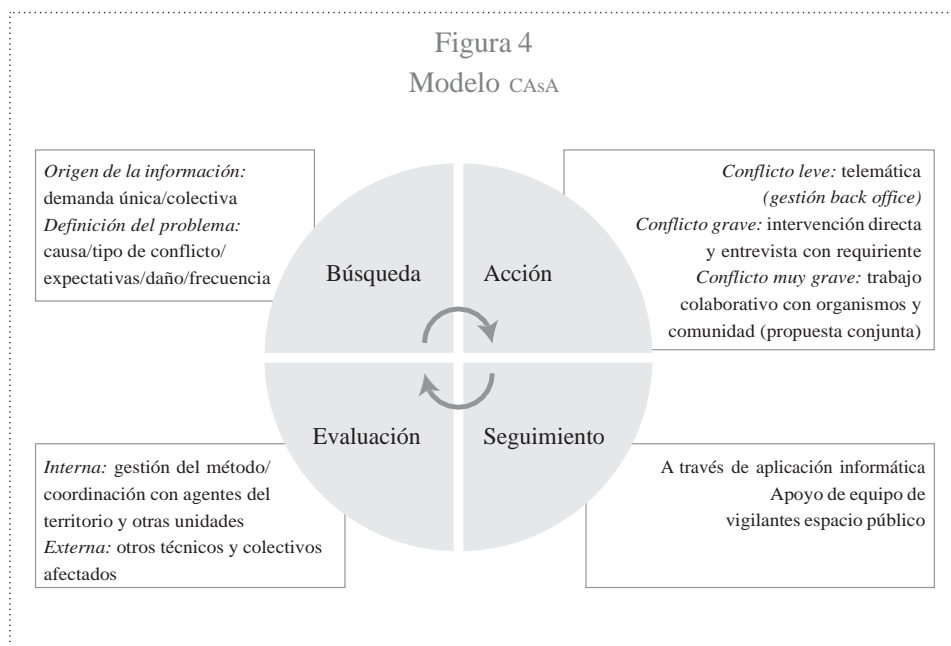 Figura 4
Modelo CAsA
Origen de la información:
demanda única/colectiva
Definición del problema:
causa/tipo de conflicto/
expectativas/daño/frecuencia
Búsqueda
Acción
Conflicto leve: telemática
(gestión back office)
Conflicto grave: intervención directa
y entrevista con requiriente
Conflicto muy grave: trabajo
colaborativo con organismos y
comunidad (propuesta conjunta)
Evaluación
Seguimiento
Interna: gestión del método/
coordinación con agentes del
territorio y otras unidades
Externa: otros técnicos y colectivos
afectados
A través de aplicación informática
Apoyo de equipo de
vigilantes espacio público